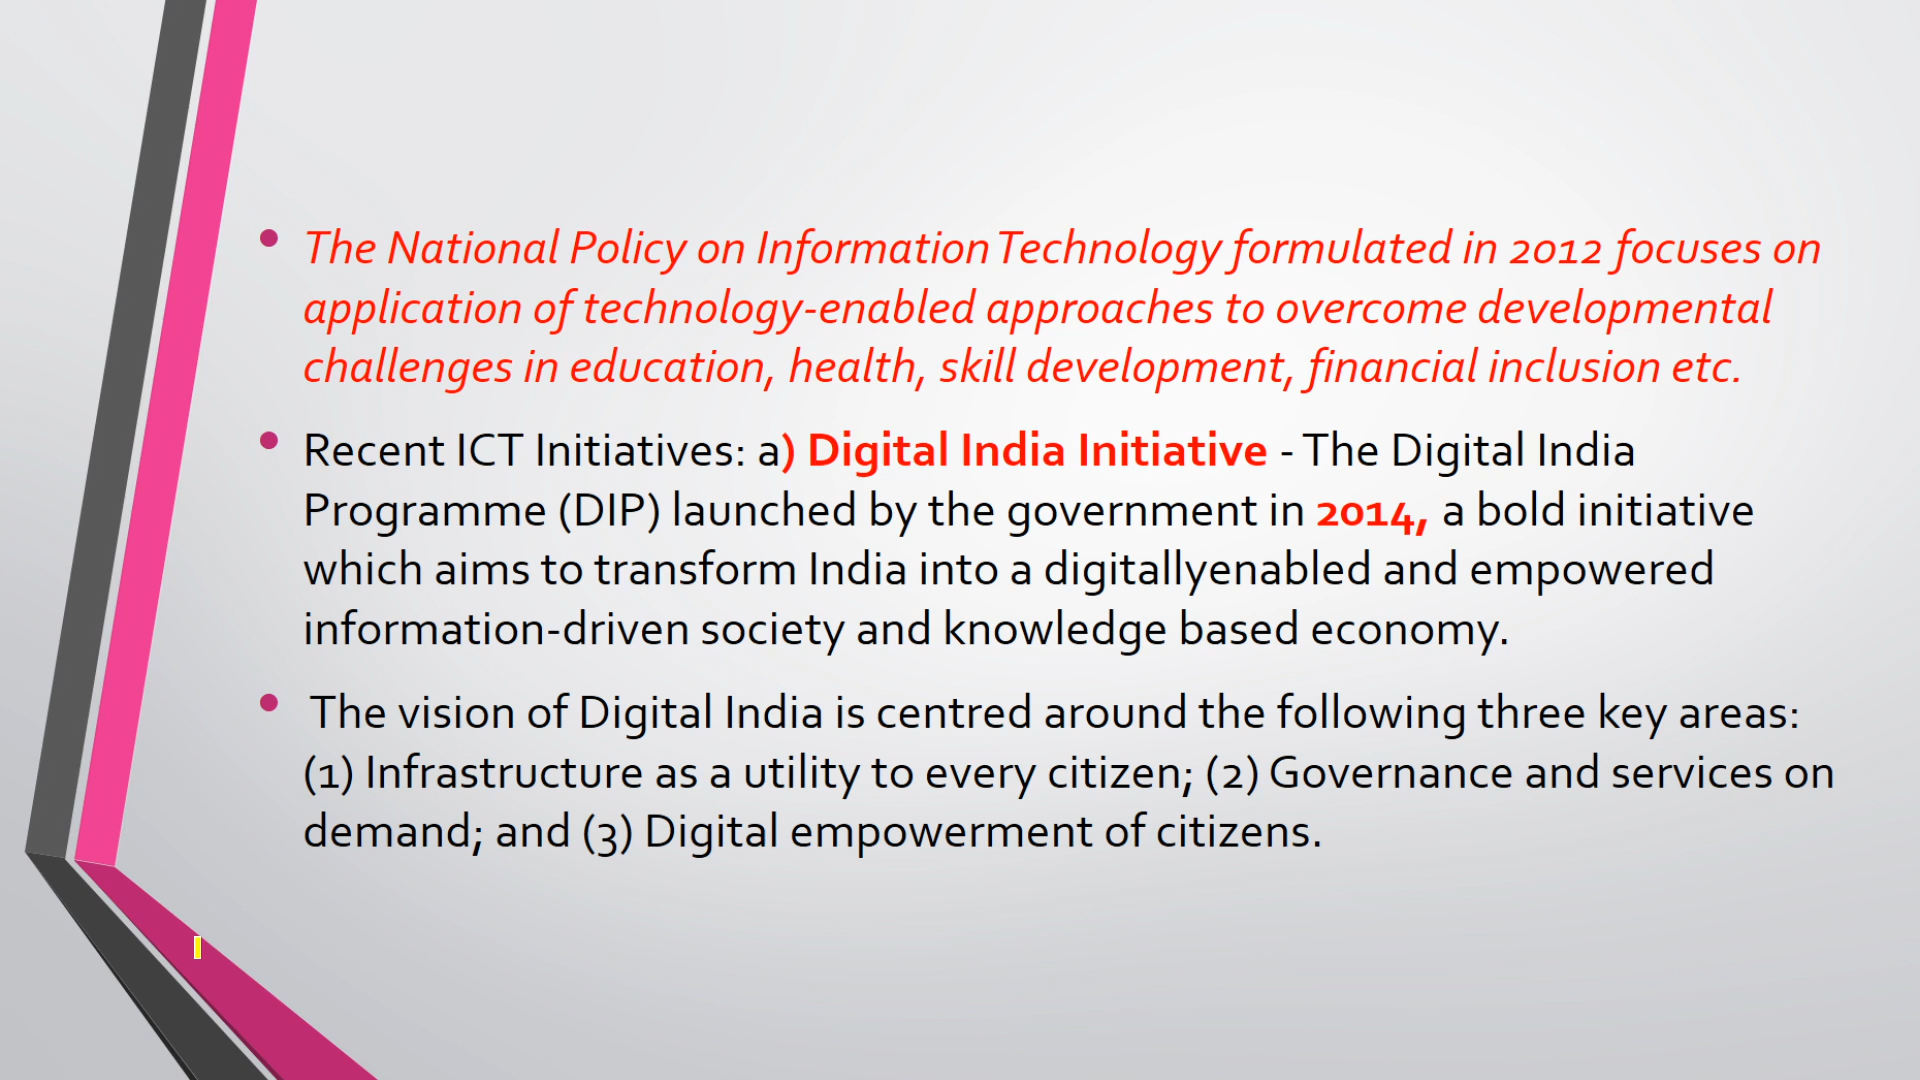 • The National Policy on Information Technology formulated in 2012 focuses on
application of technology-enabled approaches to overcome developmental
challenges in education, health, skill development, financial inclusion etc.
• Recent ICT Initiatives: a) Digital India Initiative - The Digital India
Programme (DIP) launched by the government in 2014, a bold initiative
which aims to transform India into a digitallyenabled and empowered
information-driven society and knowledge based economy.
• The vision of Digital India is centred around the following three key areas:
(1) Infrastructure as a utility to every citizen; (2) Governance and services on
demand; and (3) Digital empowerment of citizens.